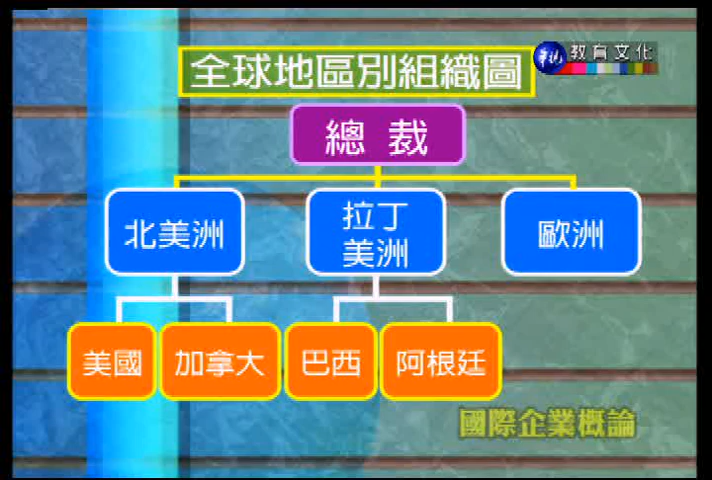 全球地區別組織圖
華視 教育文化
總裁
北美洲
拉丁
美洲
歐洲
美國
加拿大
巴西
阿根廷
國際企業概論